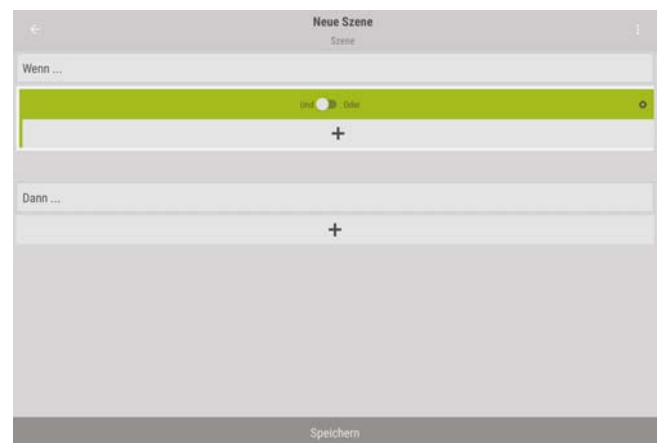 Neue Szene
Szene
Wenn ...
Und Oder
Dann ...
Speichern